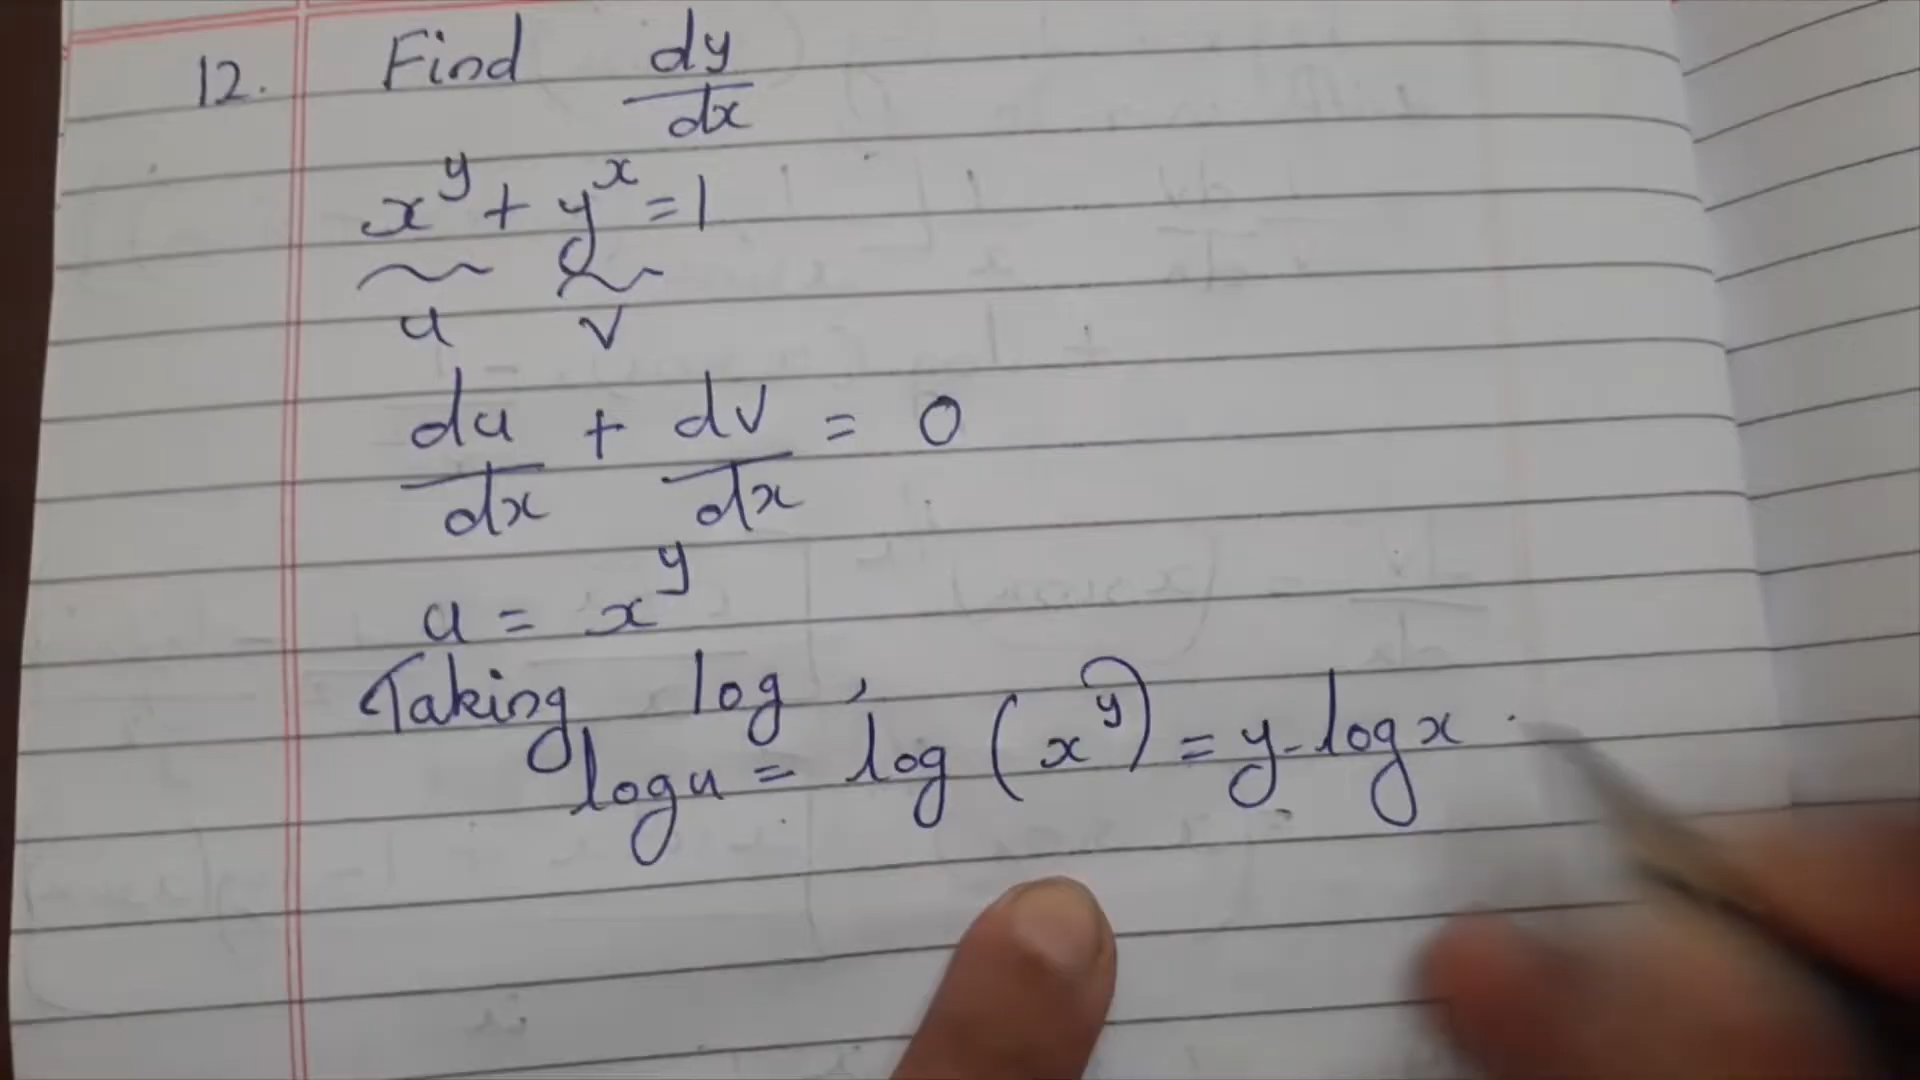 12. Find dy/dx
x^y + y^x = 1
u v
du/dx + dv/dx = 0
u = x^y
Taking log,
log u = log (x^y) = y. log x